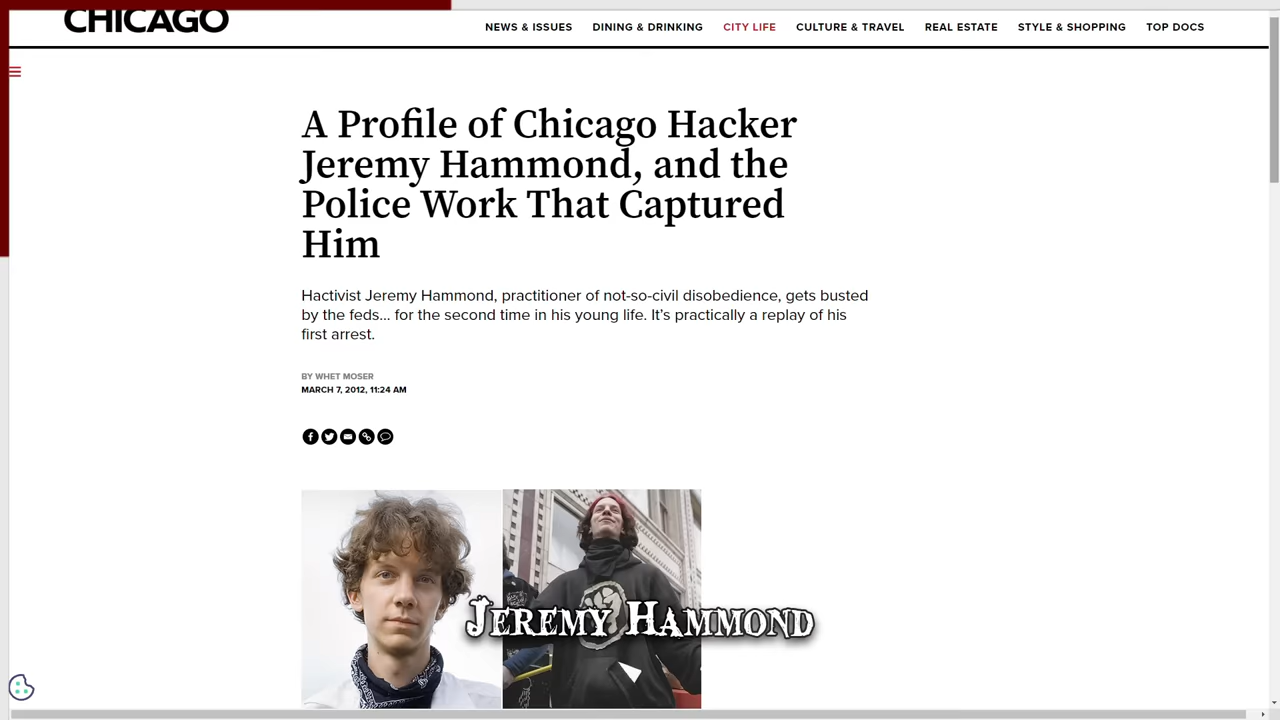 CHICAGO
NEWS & ISSUES DINING & DRINKING CITY LIFE CULTURE & TRAVEL REAL ESTATE STYLE & SHOPPING TOP DOCS
A Profile of Chicago Hacker
Jeremy Hammond, and the
Police Work That Captured
Him
Hactivist Jeremy Hammond, practitioner of not-so-civil disobedience, gets busted
by the feds… for the second time in his young life. It’s practically a replay of his
first arrest.
BY WHET MOSER
MARCH 7, 2012, 11:24 AM
JEREMY HAMMOND